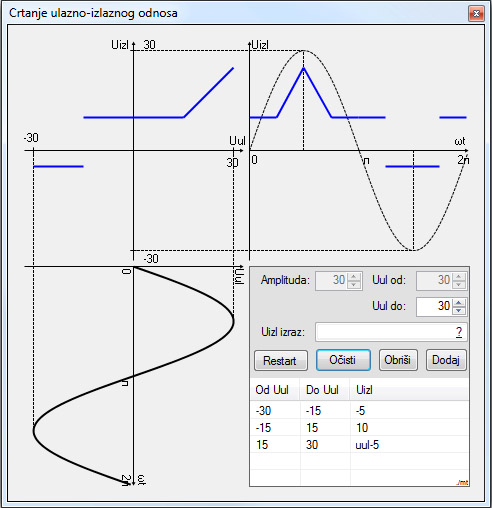 Crtanje ulazno-izlaznog odnosa
Uizl 30 Uizl
-30 Uul ωt
30 0 π 2π
-30
0 Uul
Amplituda: 30 Uul od: 30
Uul do: 30
Uizl izraz: ?
Restart Očisti Obriši Dodaj
π
Od Uul Do Uul Uizl
-30 -15 -5
-15 15 10
15 30 uul-5
2π ωt
./mt